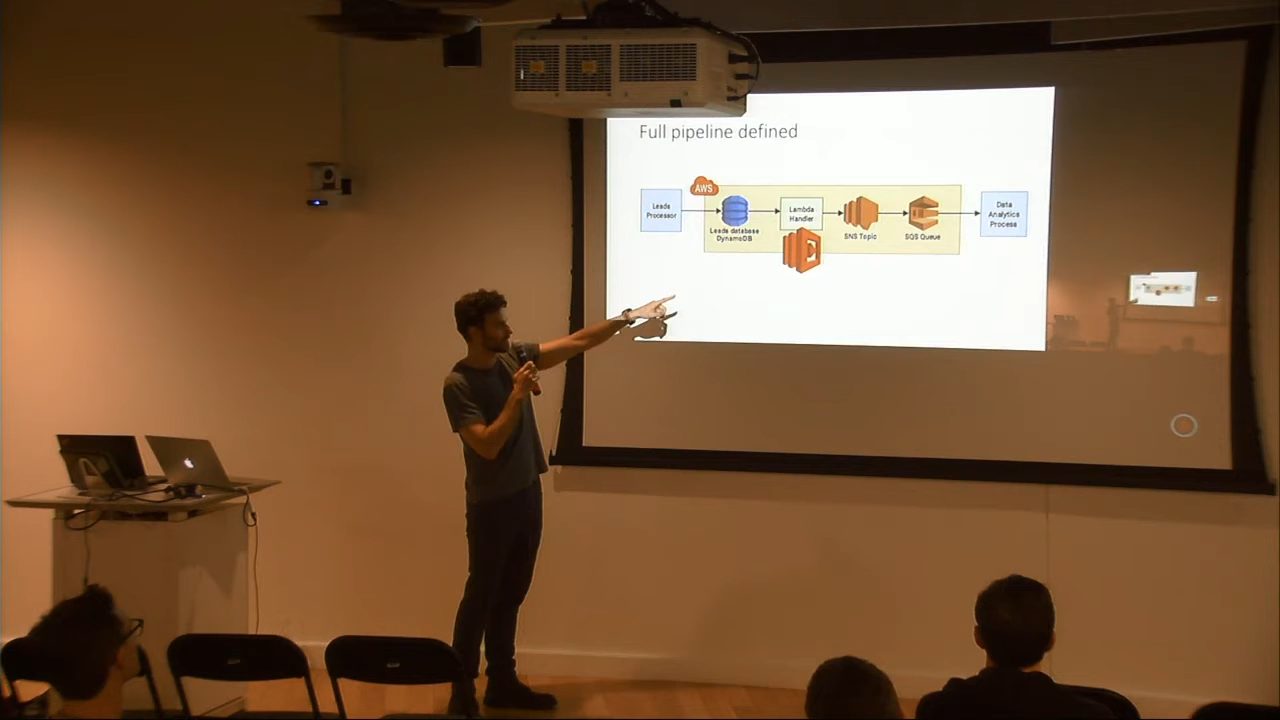 Full pipeline defined
AWS
Leads
Processor
Leads database
DynamoDB
Lambda
Handler
SNS Topic
SQS Queue
Data
Analytics
Process